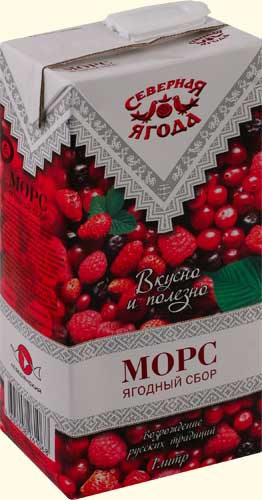 СЕВЕРНАЯ
ЯГОДА
Вкусно
и полезно
МОРС
ЯГОДНЫЙ СБОР
возрождение
русских традиций
1 литр
МОРС